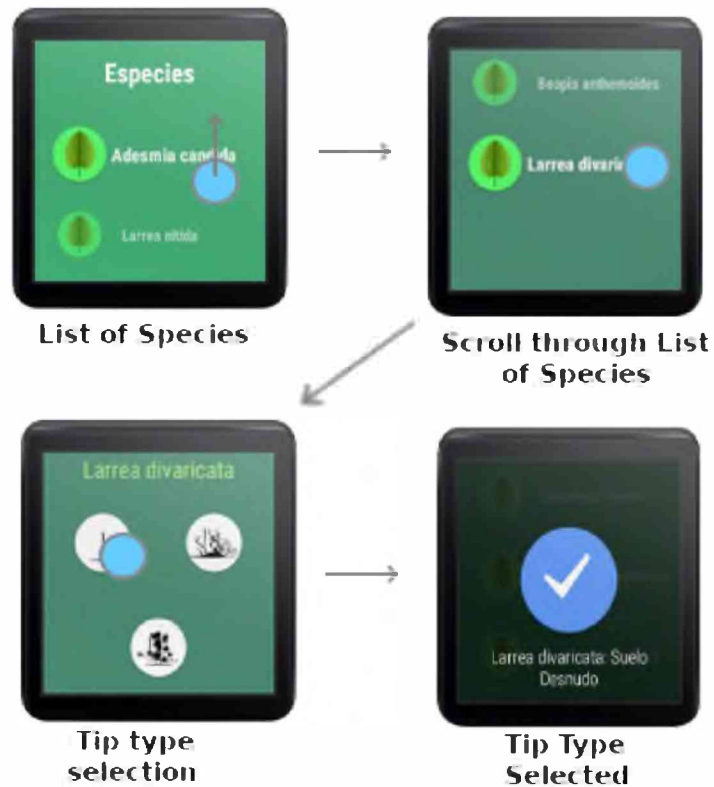 Especies
Adesmia candida
Larrea nitida
List of Species
Beopia anthemoides
Larrea divari
Scroll through List
of Species
Larrea divaricata
Tip type
selection
Larrea divaricata: Suelo
Desnudo
Tip Type
Selected